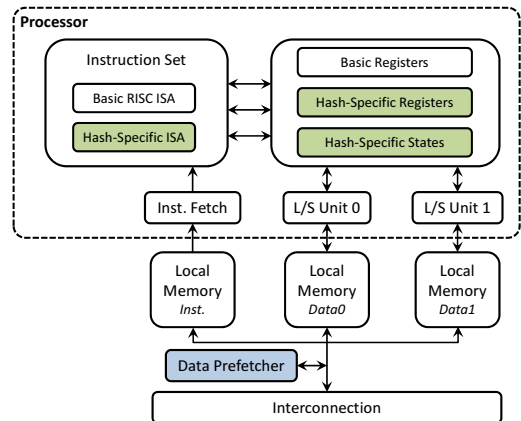 Processor
Instruction Set
Basic RISC ISA
Hash-Specific ISA
Basic Registers
Hash-Specific Registers
Hash-Specific States
Inst. Fetch
L/S Unit 0
L/S Unit 1
Local
Memory
Inst.
Local
Memory
Data0
Local
Memory
Data1
Data Prefetcher
Interconnection